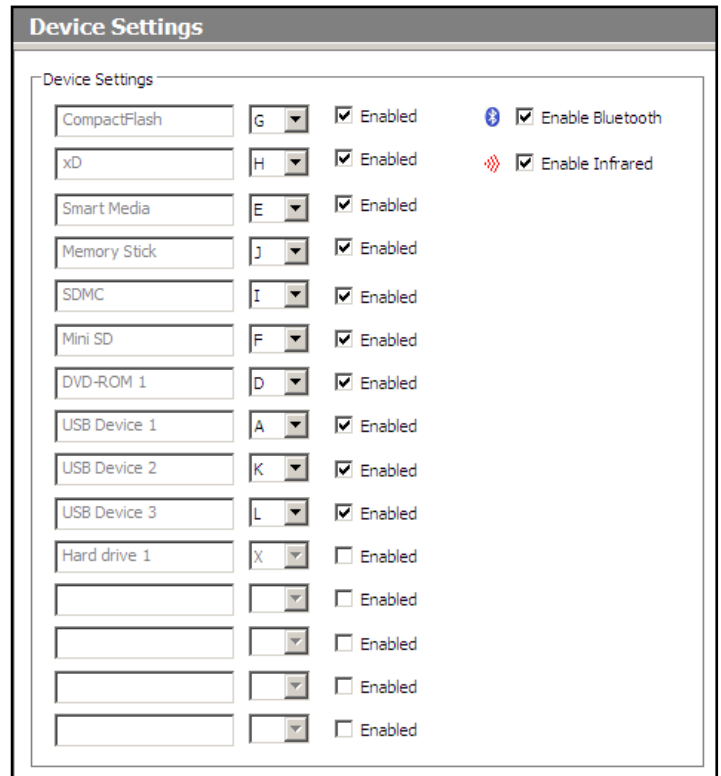 Device Settings
Device Settings
CompactFlash G Enabled Enable Bluetooth
xD H Enabled Enable Infrared
Smart Media E Enabled
Memory Stick J Enabled
SDMC I Enabled
Mini SD F Enabled
DVD-ROM 1 D Enabled
USB Device 1 A Enabled
USB Device 2 K Enabled
USB Device 3 L Enabled
Hard drive 1 X Enabled
Enabled
Enabled
Enabled
Enabled